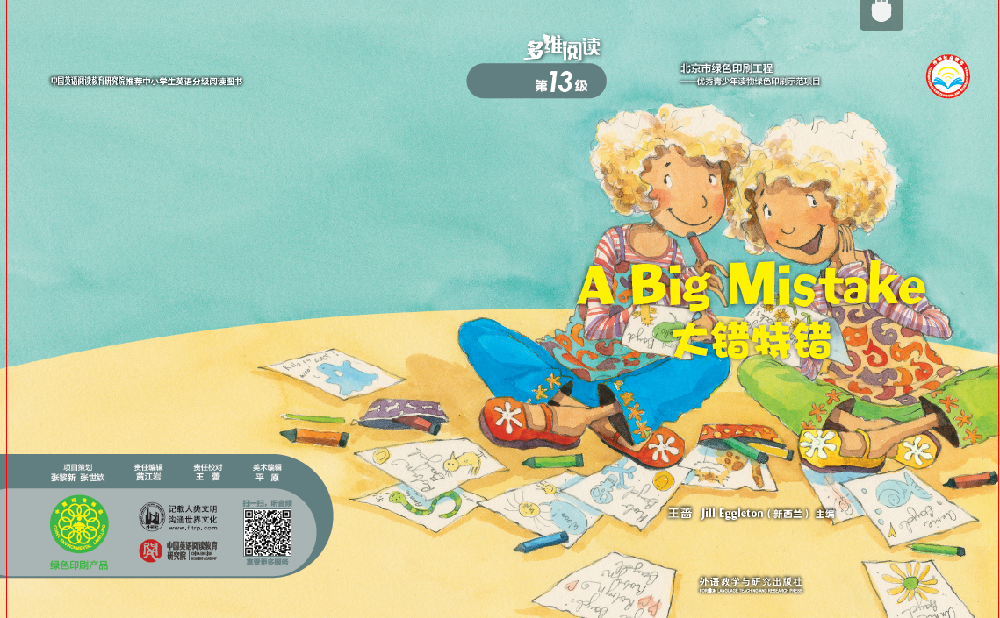 多维阅读
第13级
中国英语阅读教育研究院推荐中小学生英语分级阅读图书
北京市绿色印刷工程
——优秀青少年读物绿色印刷示范项目
A Big Mistake
大错特错
王蔷 Jill Eggleton（新西兰）主编
外语教学与研究出版社
FOREIGN LANGUAGE TEACHING AND RESEARCH PRESS
项目策划 责任编辑 责任校对 美术编辑
张黎新 张世钦 黄江岩 王 蕾 平 原
记载人类文明
沟通世界文化
www.fltrp.com
中国英语阅读教育
研究院
扫一扫，听音频
享受更多服务
绿色印刷产品